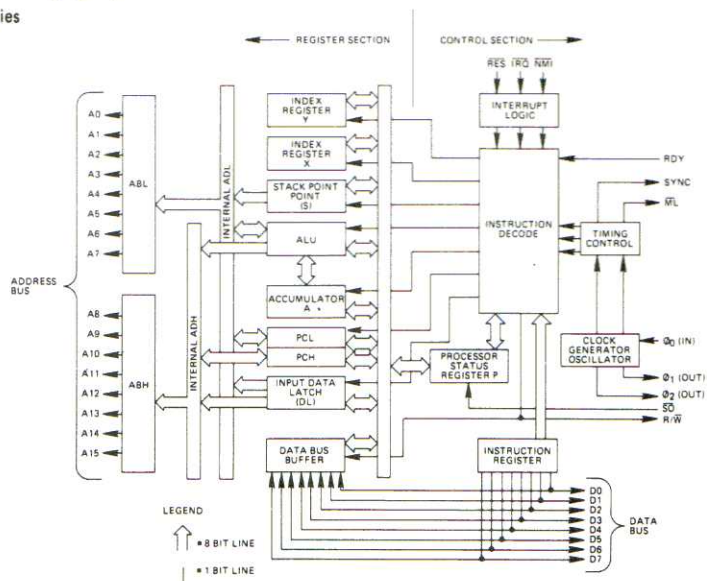 ies
REGISTER SECTION
CONTROL SECTION
RES IRQ NMI
INTERRUPT
LOGIC
INDEX
REGISTER
Y
INDEX
REGISTER
X
STACK POINT
POINT
(S)
ALU
ACCUMULATOR
A
PCL
PCH
INPUT DATA
LATCH
(DL)
DATA BUS
BUFFER
INTERNAL ADL
INTERNAL ADH
ABL
ABH
ADDRESS
BUS
A0
A1
A2
A3
A4
A5
A6
A7
A8
A9
A10
A11
A12
A13
A14
A15
INSTRUCTION
DECODE
TIMING
CONTROL
CLOCK
GENERATOR
OSCILLATOR
PROCESSOR
STATUS
REGISTER P
INSTRUCTION
REGISTER
RDY
SYNC
ML
Ø0 (IN)
Ø1 (OUT)
Ø2 (OUT)
SO
R/W
D0
D1
D2
D3
D4
D5
D6
D7
DATA
BUS
LEGEND
= 8 BIT LINE
= 1 BIT LINE